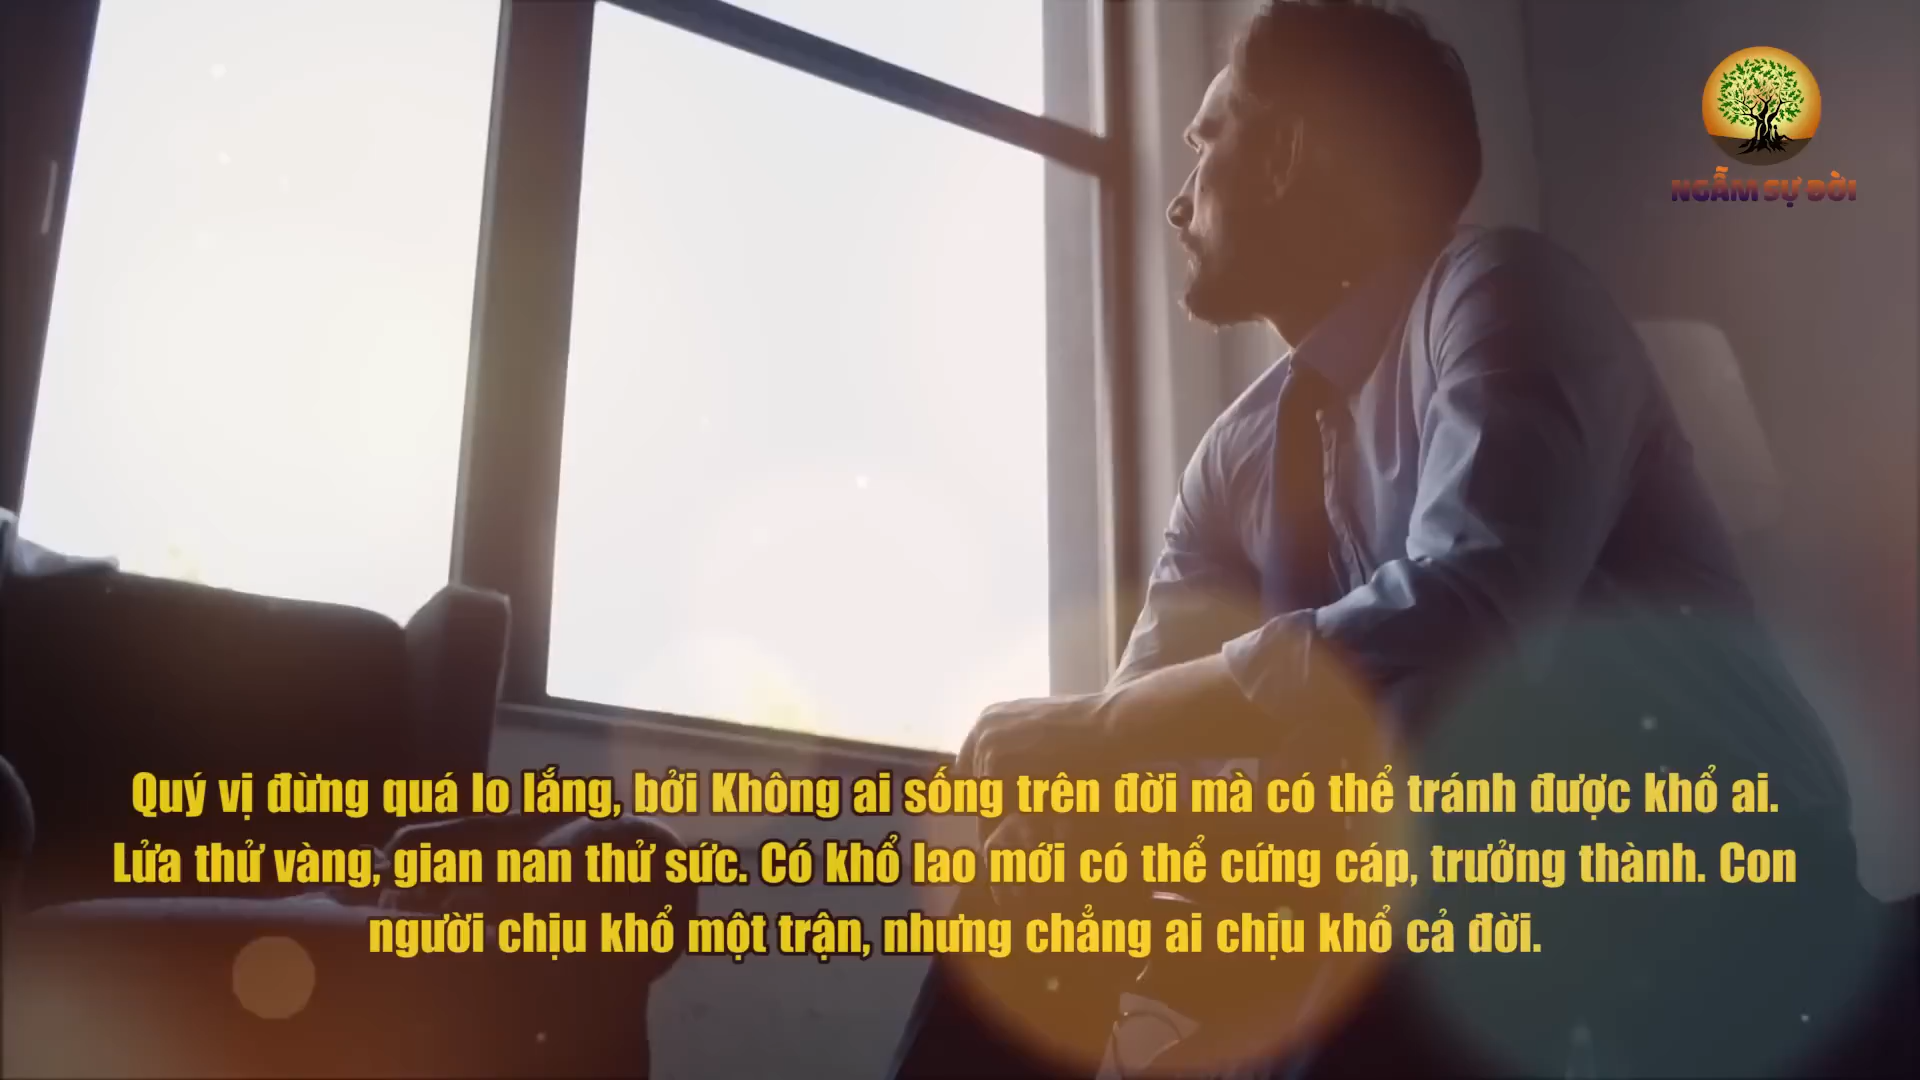 NGẪM SỰ ĐỜI
Quý vị đừng quá lo lắng, bởi Không ai sống trên đời mà có thể tránh được khổ ai.
Lửa thử vàng, gian nan thử sức. Có khổ lao mới có thể cứng cáp, trưởng thành. Con
người chịu khổ một trận, nhưng chẳng ai chịu khổ cả đời.